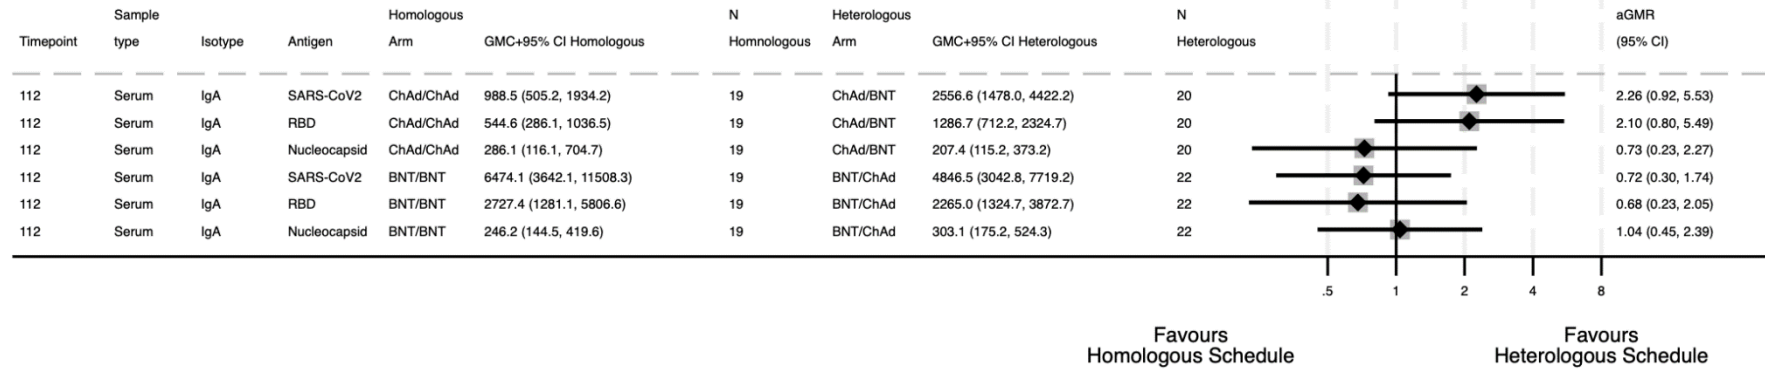 Sample Homologous N Heterologous N aGMR
Timepoint type Isotype Antigen Arm GMC+95% CI Homologous Homnologous Arm GMC+95% CI Heterologous Heterologous (95% CI)
112 Serum IgA SARS-CoV2 ChAd/ChAd 988.5 (505.2, 1934.2) 19 ChAd/BNT 2556.6 (1478.0, 4422.2) 20 2.26 (0.92, 5.53)
112 Serum IgA RBD ChAd/ChAd 544.6 (286.1, 1036.5) 19 ChAd/BNT 1286.7 (712.2, 2324.7) 20 2.10 (0.80, 5.49)
112 Serum IgA Nucleocapsid ChAd/ChAd 286.1 (116.1, 704.7) 19 ChAd/BNT 207.4 (115.2, 373.2) 20 0.73 (0.23, 2.27)
112 Serum IgA SARS-CoV2 BNT/BNT 6474.1 (3642.1, 11508.3) 19 BNT/ChAd 4846.5 (3042.8, 7719.2) 22 0.72 (0.30, 1.74)
112 Serum IgA RBD BNT/BNT 2727.4 (1281.1, 5806.6) 19 BNT/ChAd 2265.0 (1324.7, 3872.7) 22 0.68 (0.23, 2.05)
112 Serum IgA Nucleocapsid BNT/BNT 246.2 (144.5, 419.6) 19 BNT/ChAd 303.1 (175.2, 524.3) 22 1.04 (0.45, 2.39)
.5 1 2 4 8
Favours Favours
Homologous Schedule Heterologous Schedule